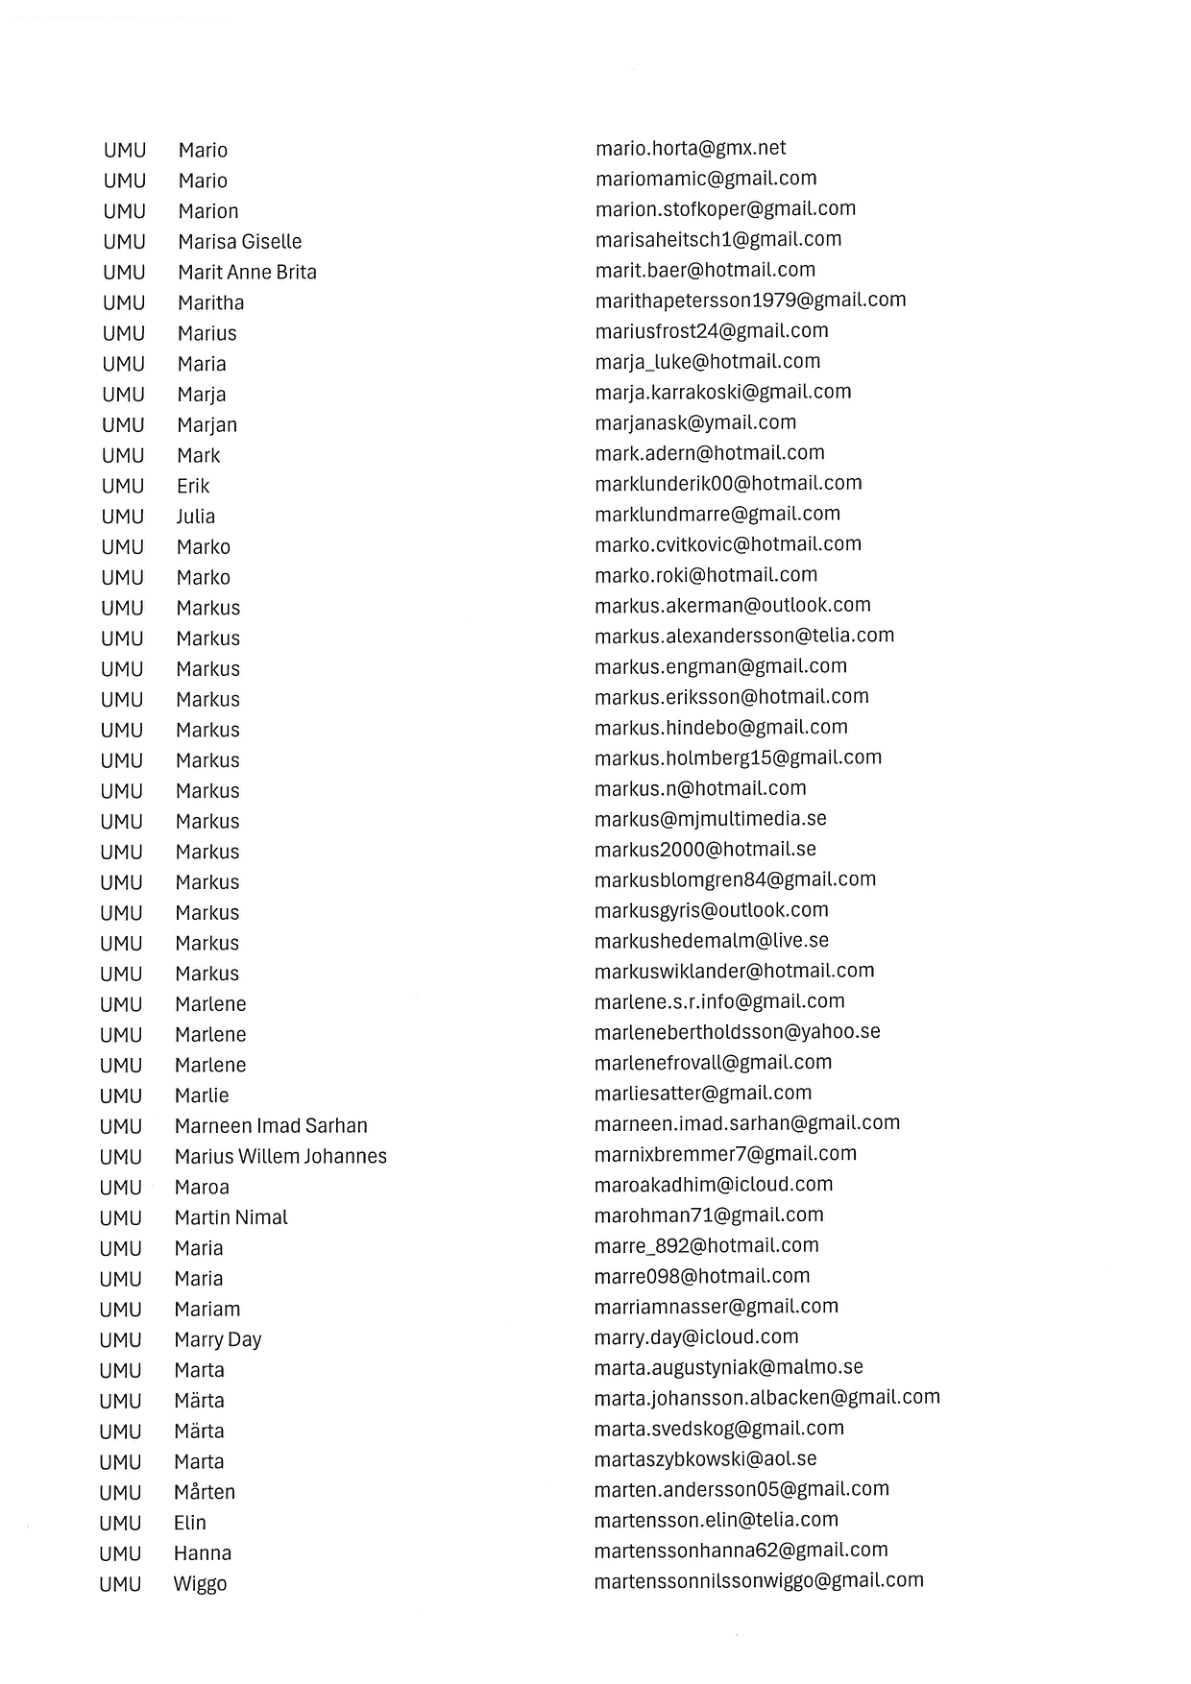 UMU Mario mario.horta@gmx.net
UMU Mario mariomamic@gmail.com
UMU Marion marion.stofkoper@gmail.com
UMU Marisa Giselle marisaheitsch1@gmail.com
UMU Marit Anne Brita marit.baer@hotmail.com
UMU Maritha marithapetersson1979@gmail.com
UMU Marius mariusfrost24@gmail.com
UMU Maria marja_luke@hotmail.com
UMU Marja marja.karrakoski@gmail.com
UMU Marjan marjanask@ymail.com
UMU Mark mark.adern@hotmail.com
UMU Erik marklunderik00@hotmail.com
UMU Julia marklundmarre@gmail.com
UMU Marko marko.cvitkovic@hotmail.com
UMU Marko marko.roki@hotmail.com
UMU Markus markus.akerman@outlook.com
UMU Markus markus.alexandersson@telia.com
UMU Markus markus.engman@gmail.com
UMU Markus markus.eriksson@hotmail.com
UMU Markus markus.hindebo@gmail.com
UMU Markus markus.holmberg15@gmail.com
UMU Markus markus.n@hotmail.com
UMU Markus markus@mjmultimedia.se
UMU Markus markus2000@hotmail.se
UMU Markus markusblomgren84@gmail.com
UMU Markus markusgyris@outlook.com
UMU Markus markushedemalm@live.se
UMU Markus markuswiklander@hotmail.com
UMU Marlene marlene.s.r.info@gmail.com
UMU Marlene marlenebertholdsson@yahoo.se
UMU Marlene marlenefrovall@gmail.com
UMU Marlie marliesatter@gmail.com
UMU Marneen Imad Sarhan marneen.imad.sarhan@gmail.com
UMU Marius Willem Johannes marnixbremmer7@gmail.com
UMU Maroa maroakadhim@icloud.com
UMU Martin Nimal marohman71@gmail.com
UMU Maria marre_892@hotmail.com
UMU Maria marre098@hotmail.com
UMU Mariam marriamnasser@gmail.com
UMU Marry Day marry.day@icloud.com
UMU Marta marta.augustyniak@malmo.se
UMU Märta marta.johansson.albacken@gmail.com
UMU Märta marta.svedskog@gmail.com
UMU Marta martaszybkowski@aol.se
UMU Mårten marten.andersson05@gmail.com
UMU Elin martensson.elin@telia.com
UMU Hanna martenssonhanna62@gmail.com
UMU Wiggo martenssonnilssonwiggo@gmail.com